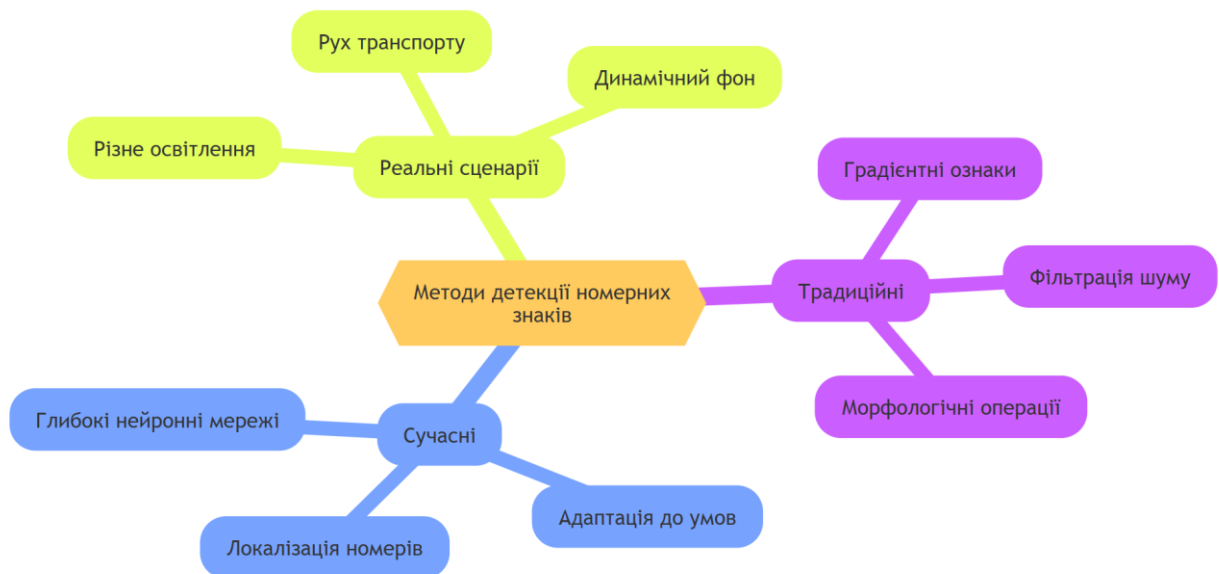 Рух транспорту
Динамічний фон
Різне освітлення
Реальні сценарії
Градієнтні ознаки
Методи детекції номерних
знаків
Традиційні
Фільтрація шуму
Морфологічні операції
Глибокі нейронні мережі
Сучасні
Адаптація до умов
Локалізація номерів